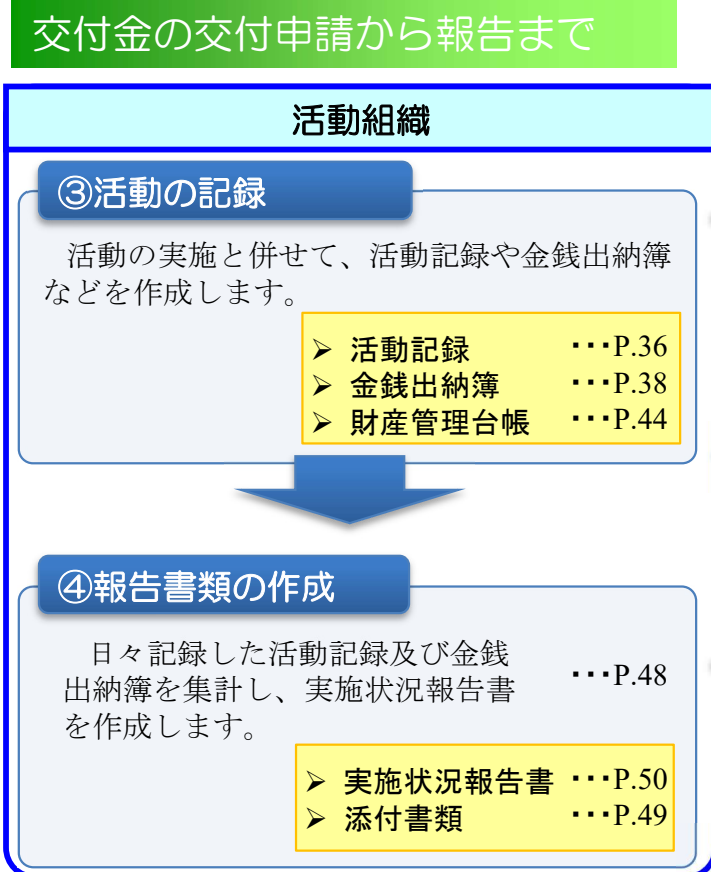 交付金の交付申請から報告まで
活動組織
③活動の記録
活動の実施と併せて、活動記録や金銭出納簿
などを作成します。
➢ 活動記録 ・・・P.36
➢ 金銭出納簿 ・・・P.38
➢ 財産管理台帳 ・・・P.44
④報告書類の作成
日々記録した活動記録及び金銭
出納簿を集計し、実施状況報告書
を作成します。
・・・P.48
➢ 実施状況報告書 ・・・P.50
➢ 添付書類 ・・・P.49